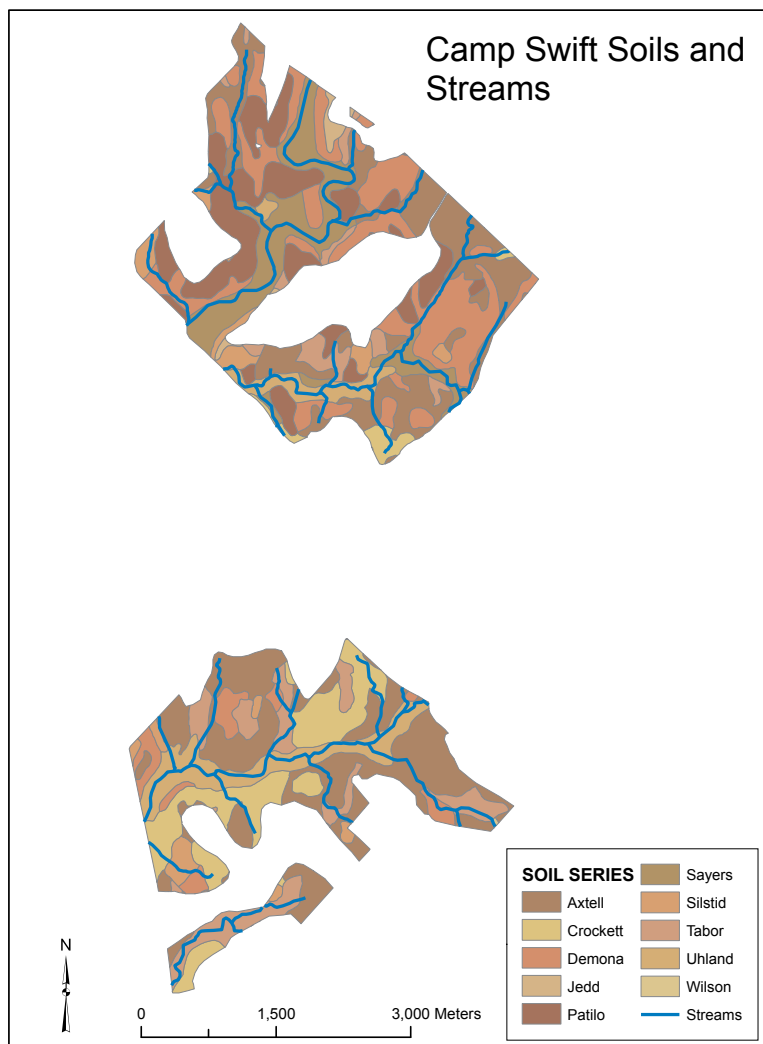 Camp Swift Soils and
Streams
SOIL SERIES
Axtell
Crockett
Demona
Jedd
Patilo
Sayers
Silstid
Tabor
Uhland
Wilson
Streams
N
0 1,500 3,000 Meters